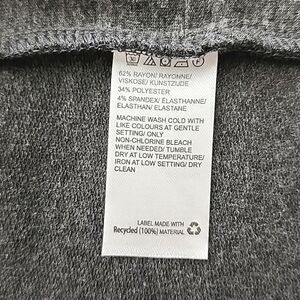 62% RAYON/ RAYONNE/
VISKOSE/ KUNSTZIJDE
34% POLYESTER
4% SPANDEX/ ELASTHANNE/
ELASTHAN/ ELASTANE
MACHINE WASH COLD WITH
LIKE COLOURS AT GENTLE
SETTING/ ONLY
NON-CHLORINE BLEACH
WHEN NEEDED/ TUMBLE
DRY AT LOW TEMPERATURE/
IRON AT LOW SETTING/ DRY
CLEAN
LABEL MADE WITH
Recycled (100%) MATERIAL